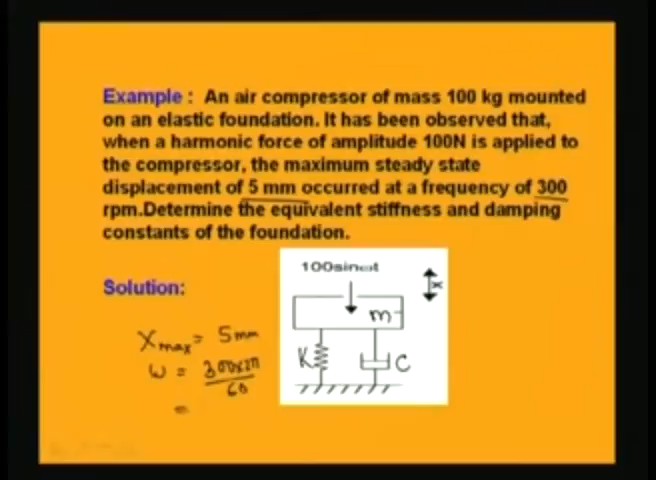 Example : An air compressor of mass 100 kg mounted
on an elastic foundation. It has been observed that,
when a harmonic force of amplitude 100N is applied to
the compressor, the maximum steady state
displacement of 5 mm occurred at a frequency of 300
rpm.Determine the equivalent stiffness and damping
constants of the foundation.
100sinωt
x
m
Solution:
K
C
Xmax = 5mm
ω = 300×2π
60
=